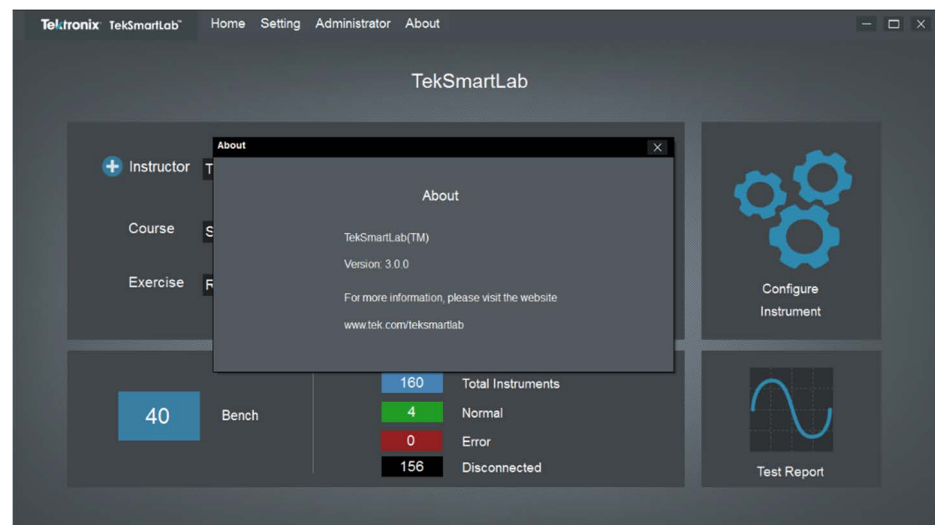 Tektronix TekSmartLab™ Home Setting Administrator About
TekSmartLab
About
Instructor T
About
Course S
TekSmartLab(TM)
Version: 3.0.0
Exercise R
For more information, please visit the website
www.tek.com/teksmartlab
Configure
Instrument
160 Total Instruments
40 Bench
4 Normal
0 Error
156 Disconnected
Test Report